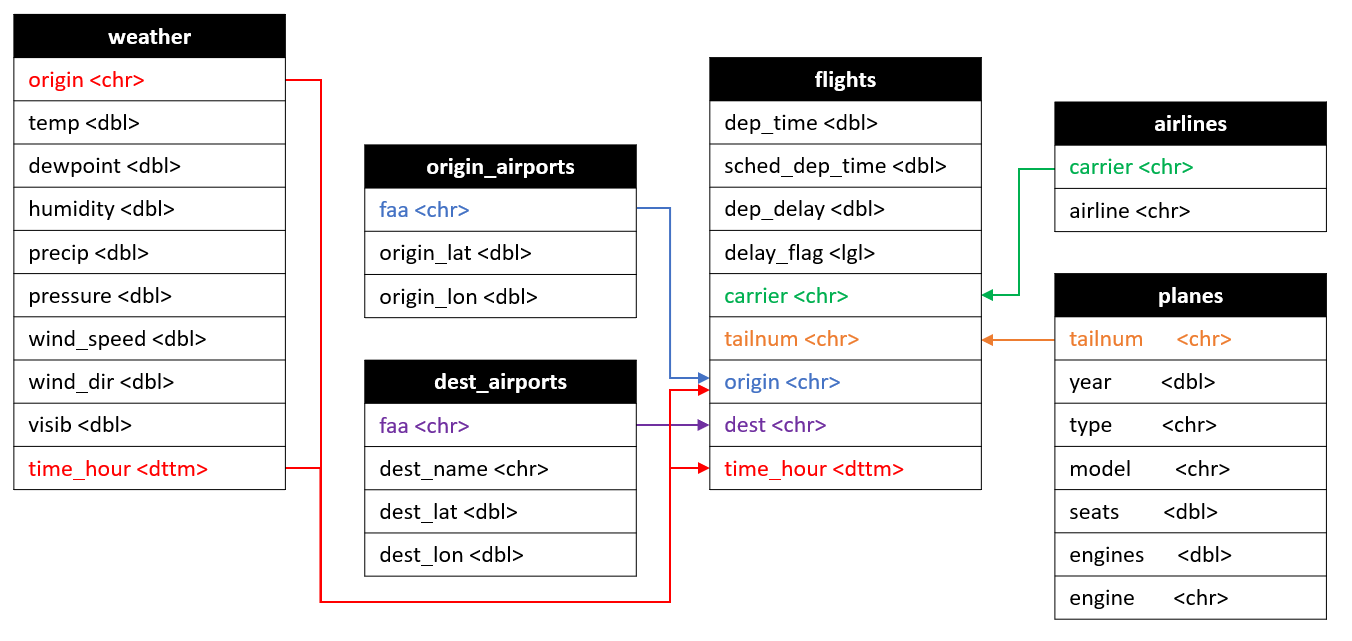 weather
origin <chr>
temp <dbl>
dewpoint <dbl>
humidity <dbl>
precip <dbl>
pressure <dbl>
wind_speed <dbl>
wind_dir <dbl>
visib <dbl>
time_hour <dttm>
origin_airports
faa <chr>
origin_lat <dbl>
origin_lon <dbl>
dest_airports
faa <chr>
dest_name <chr>
dest_lat <dbl>
dest_lon <dbl>
flights
dep_time <dbl>
sched_dep_time <dbl>
dep_delay <dbl>
delay_flag <lgl>
carrier <chr>
tailnum <chr>
origin <chr>
dest <chr>
time_hour <dttm>
airlines
carrier <chr>
airline <chr>
planes
tailnum <chr>
year <dbl>
type <chr>
model <chr>
seats <dbl>
engines <dbl>
engine <chr>